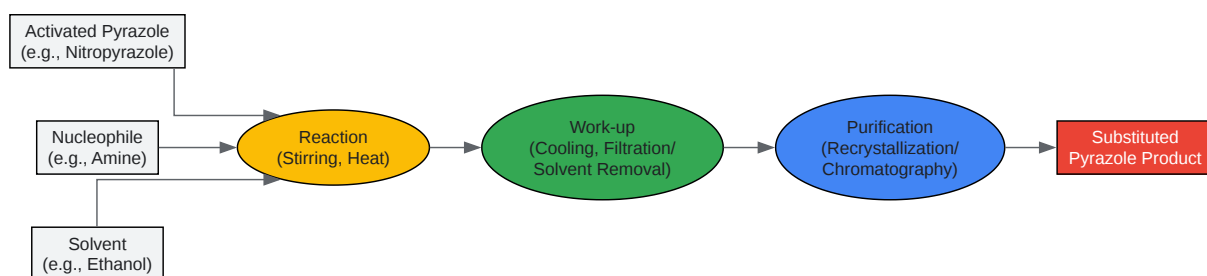 Activated Pyrazole
(e.g., Nitropyrazole)
Nucleophile
(e.g., Amine)
Solvent
(e.g., Ethanol)
Reaction
(Stirring, Heat)
Work-up
(Cooling, Filtration/
Solvent Removal)
Purification
(Recrystallization/
Chromatography)
Substituted
Pyrazole Product